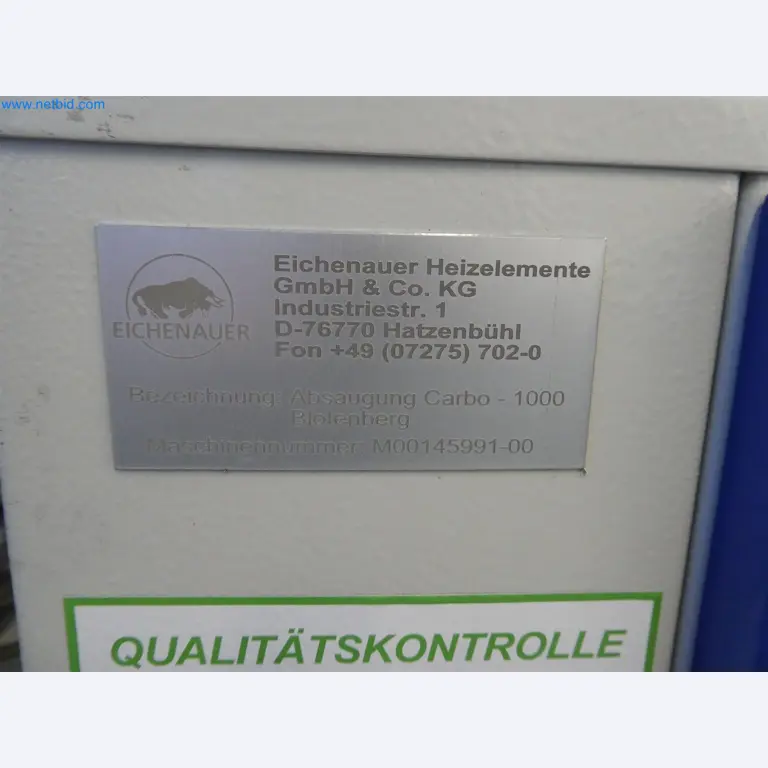 www.netbid.com
EICHENAUER
Eichenauer Heizelemente
GmbH & Co. KG
Industriestr. 1
D-76770 Hatzenbühl
Fon +49 (07275) 702-0
Bezeichnung: Absaugung Carbo - 1000
Blotenberg
Maschinennummer: M00145991-00
QUALITÄTSKONTROLLE